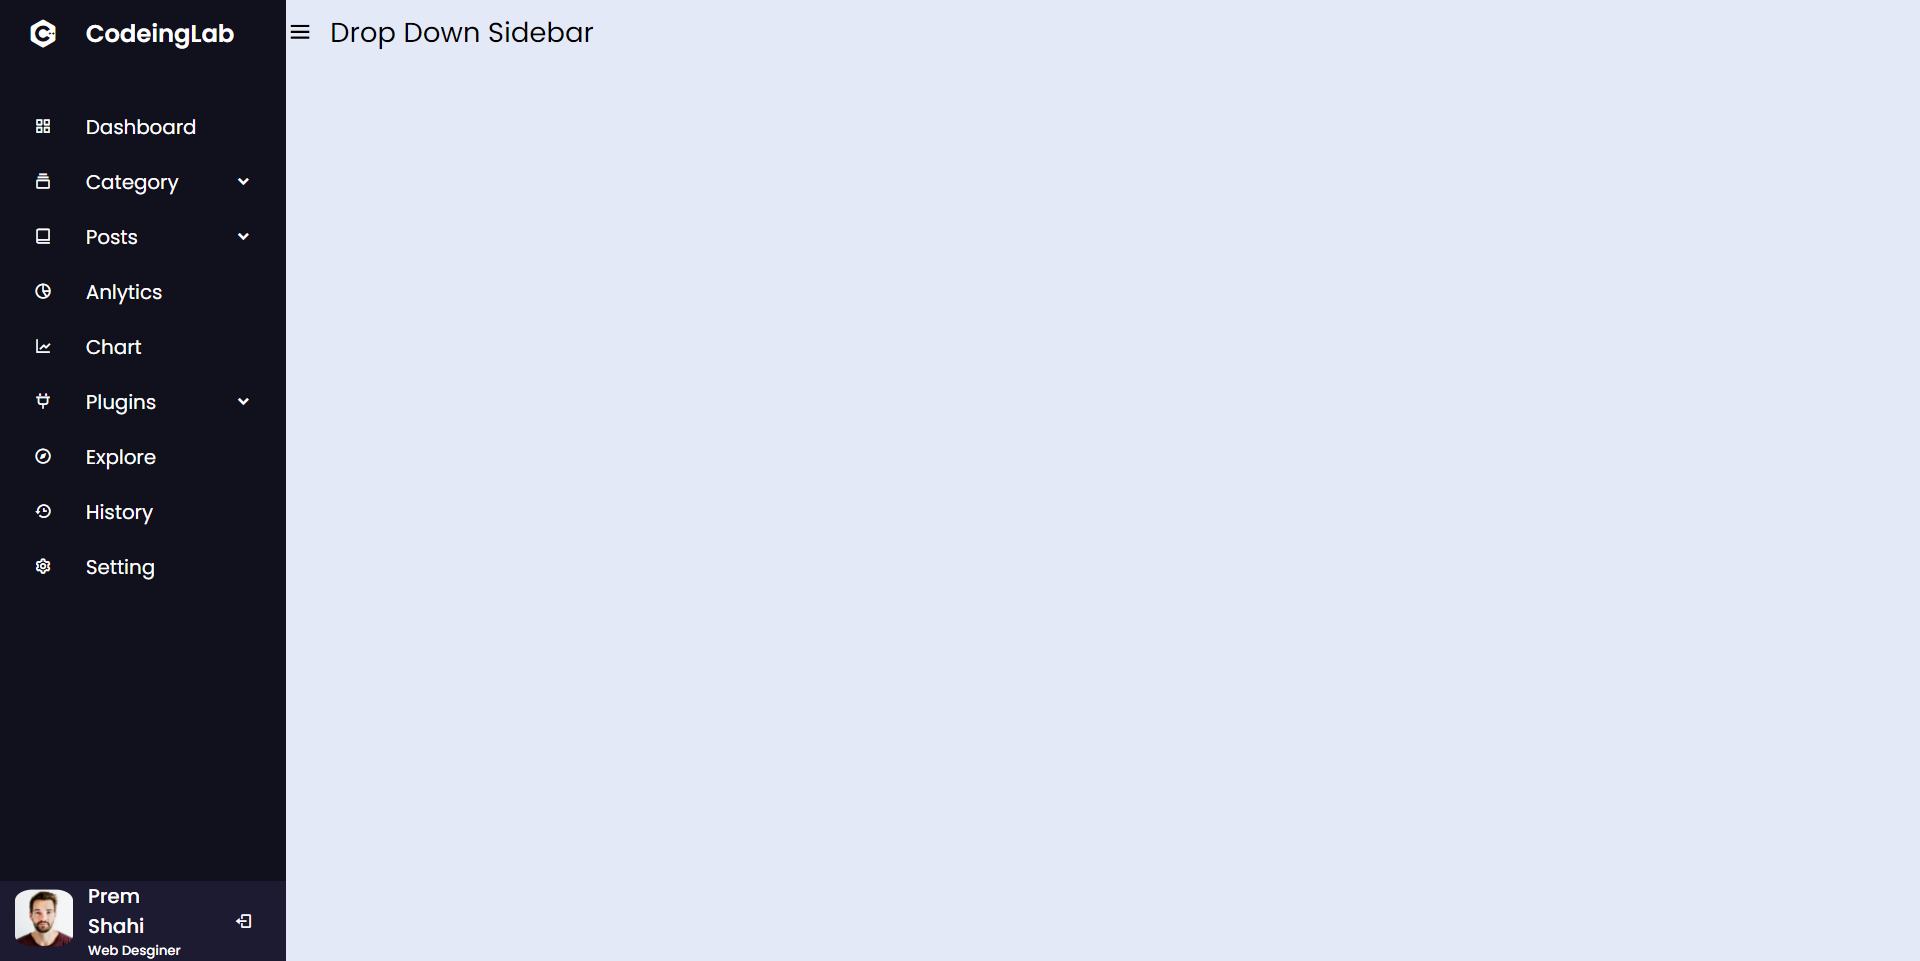 CodeingLab
Drop Down Sidebar
Dashboard
Category
Posts
Anlytics
Chart
Plugins
Explore
History
Setting
Prem
Shahi
Web Desginer